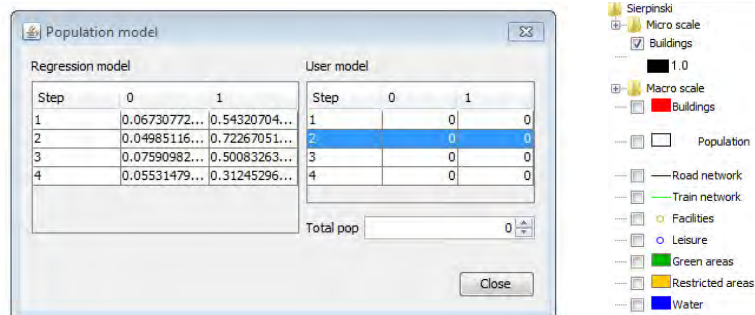 Population model
Regression model
Step 0 1
1 0.06730772... 0.54320704...
2 0.04985116... 0.72267051...
3 0.07590982... 0.50083263...
4 0.05531479... 0.31245296...
User model
Step 0 1
1 0 0
2 0 0
3 0 0
4 0 0
Total pop 0
Close
Sierpinski
Micro scale
Buildings
1.0
Macro scale
Buildings
Population
Road network
Train network
Facilities
Leisure
Green areas
Restricted areas
Water